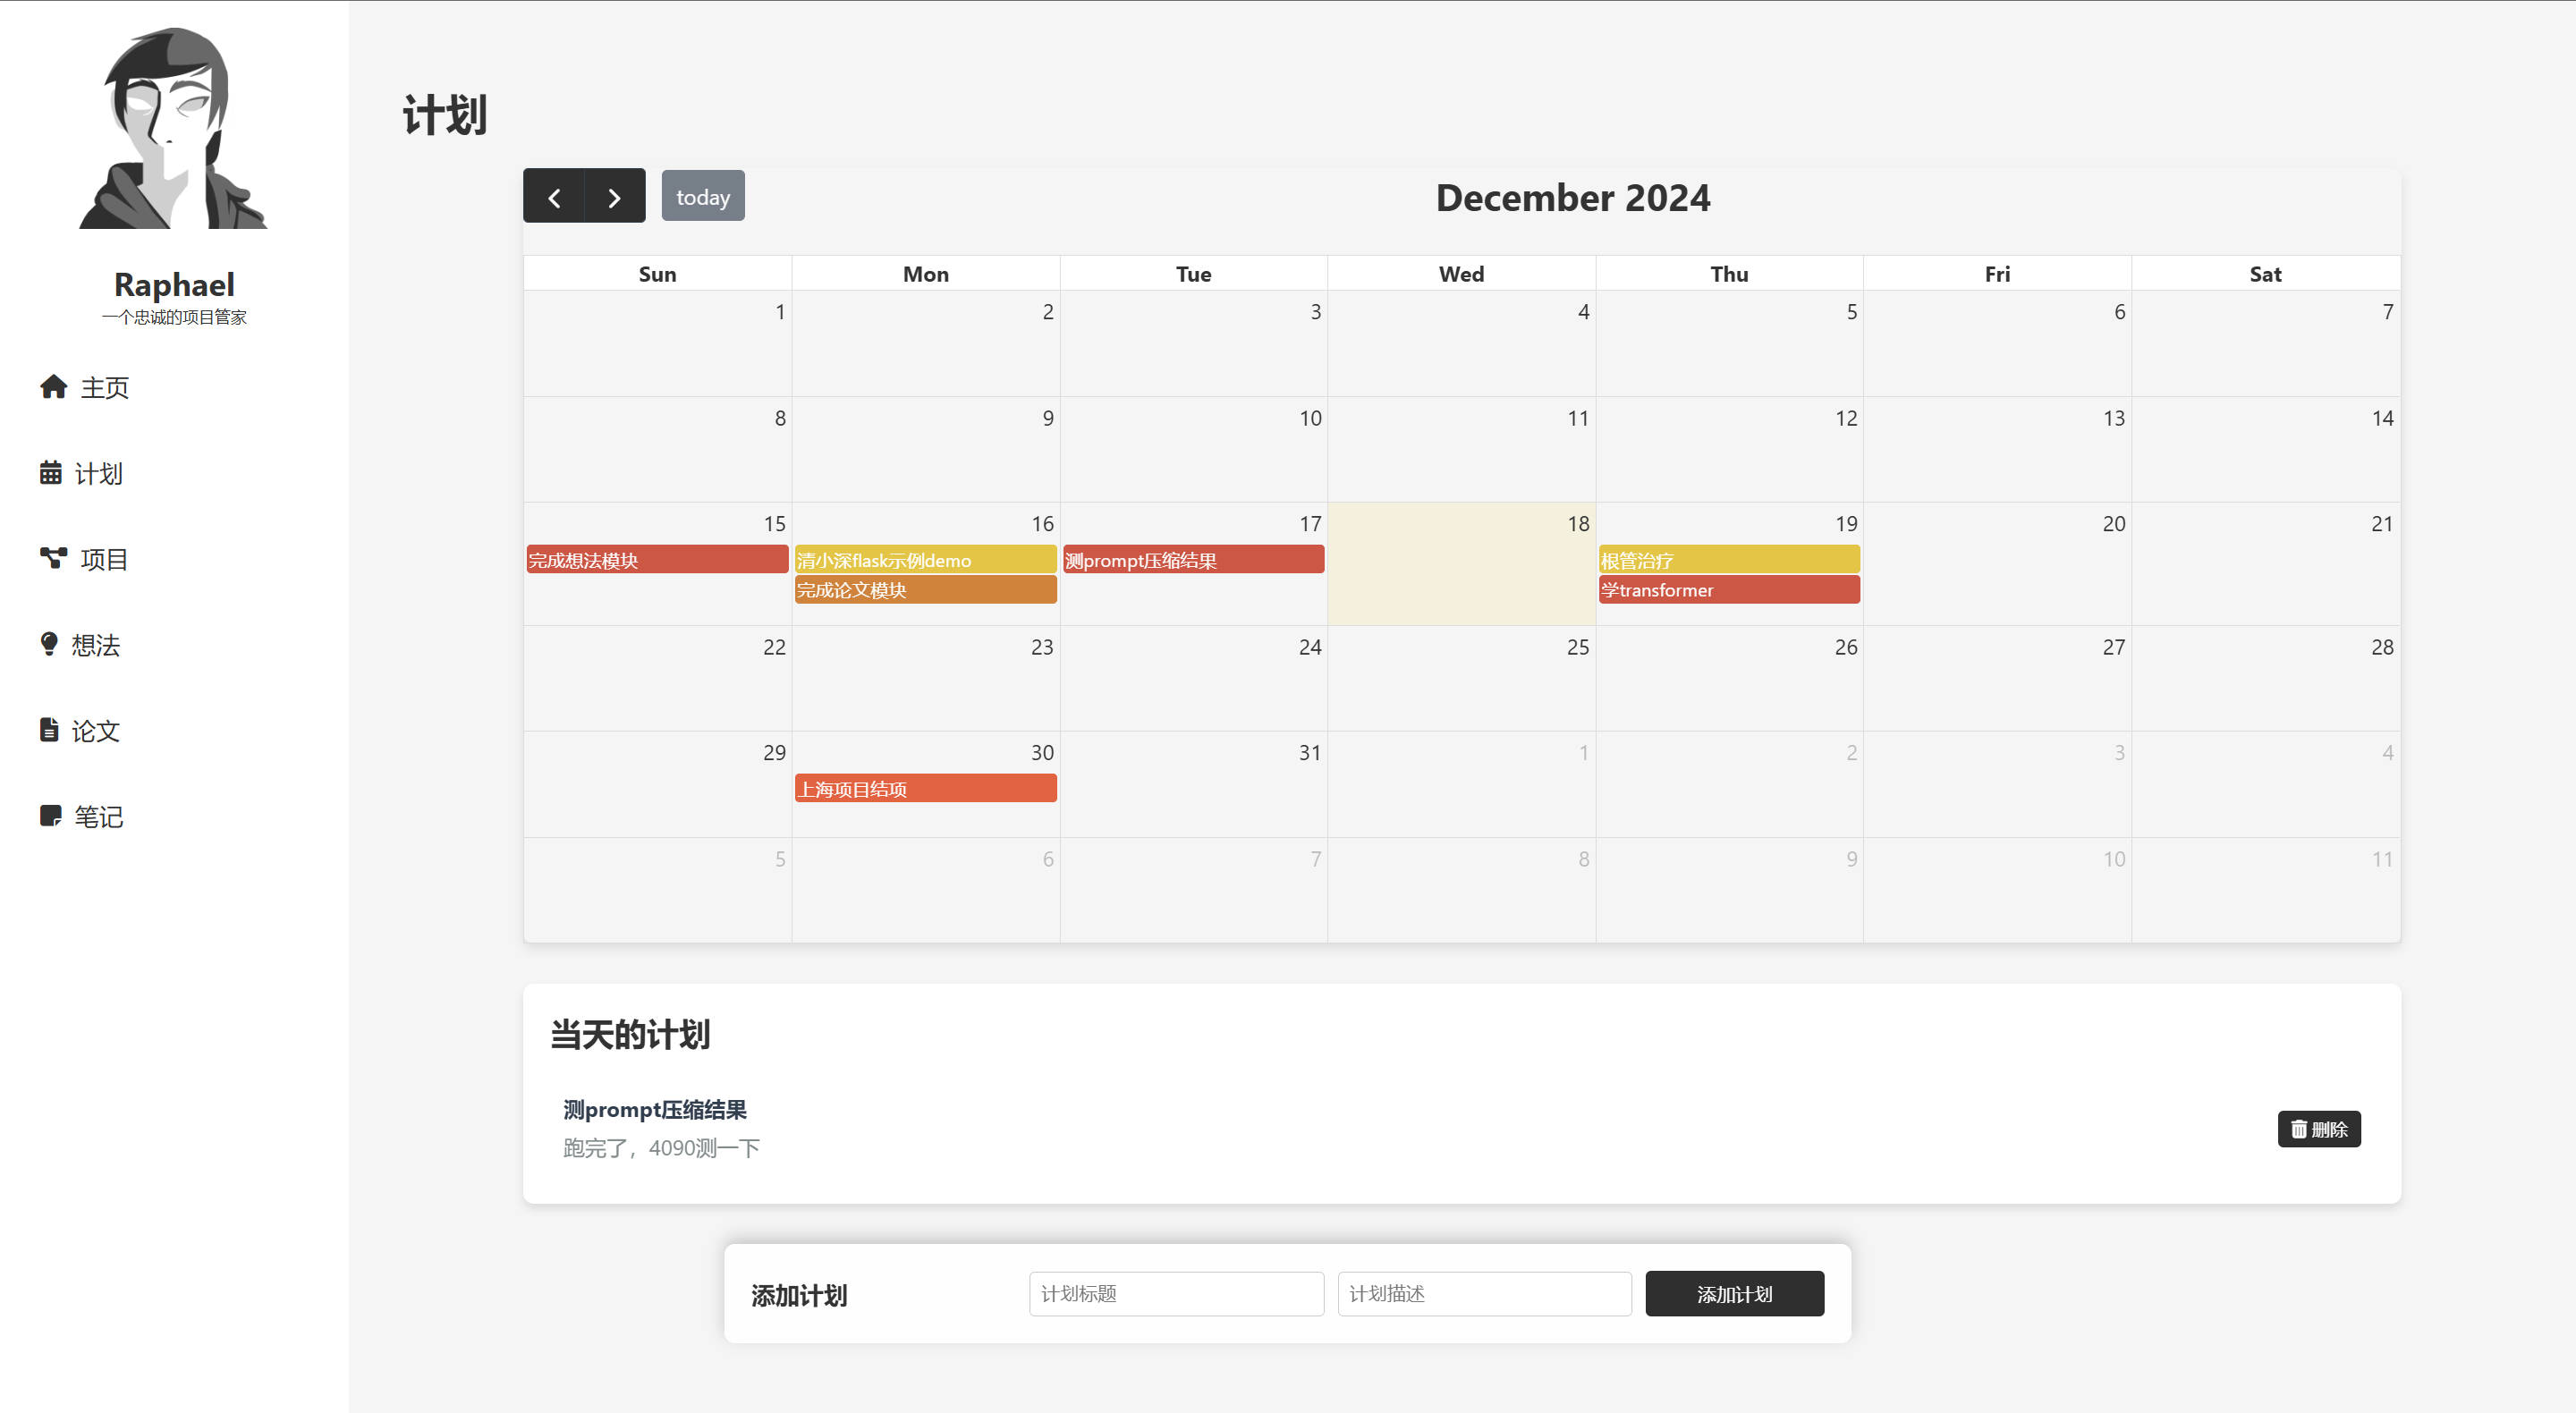 Raphael
一个忠诚的项目管家
主页
计划
项目
想法
论文
笔记
计划
today
December 2024
Sun Mon Tue Wed Thu Fri Sat
1 2 3 4 5 6 7
8 9 10 11 12 13 14
15 16 17 18 19 20 21
完成想法模块 清小深flask示例demo 测prompt压缩结果 根管治疗
完成论文模块 学transformer
22 23 24 25 26 27 28
29 30 31 1 2 3 4
上海项目结项
5 6 7 8 9 10 11
当天的计划
测prompt压缩结果
跑完了，4090测一下
删除
添加计划 计划标题 计划描述 添加计划